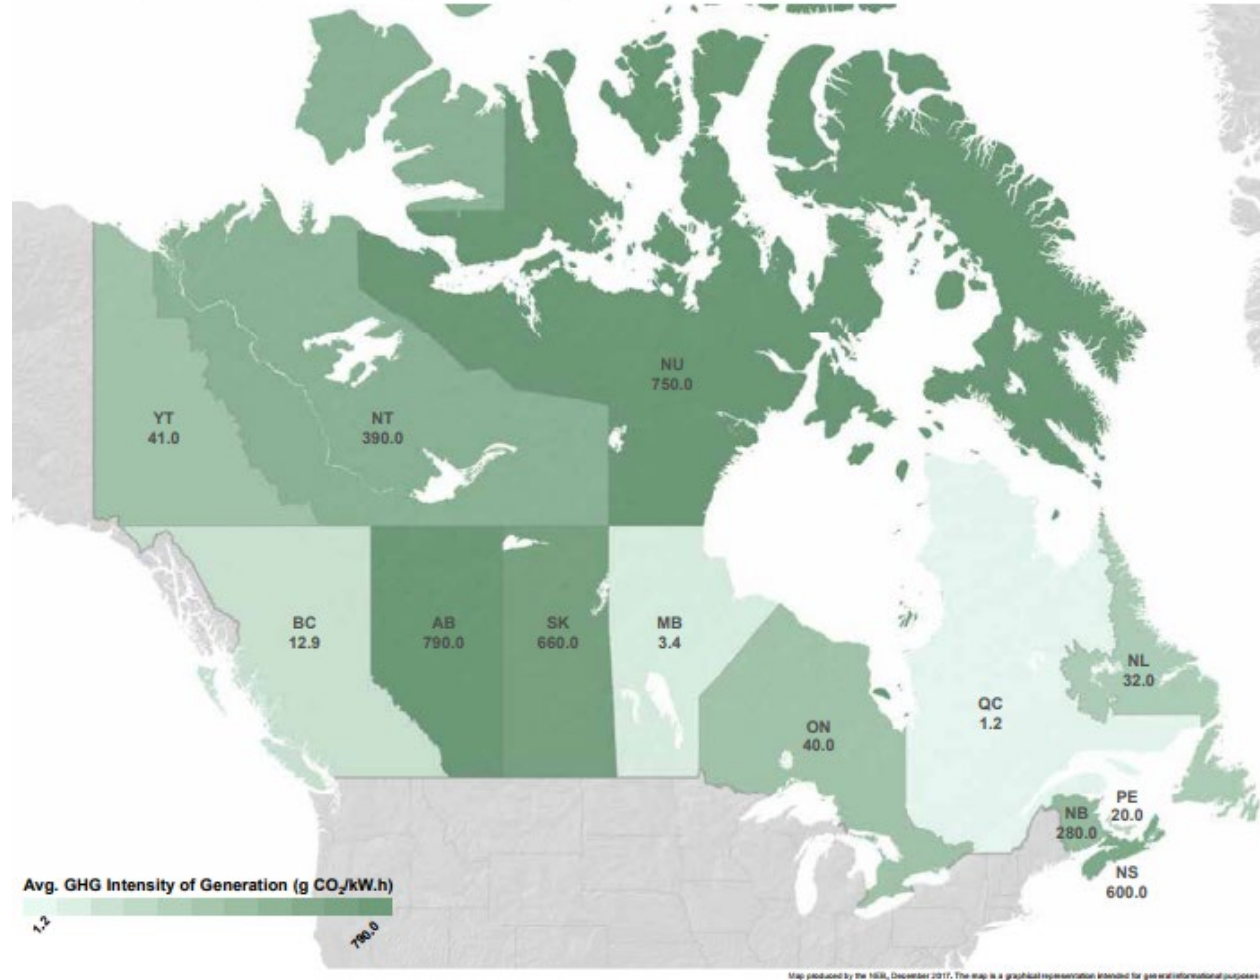 NU
750.0
YT
41.0
NT
390.0
BC
12.9
AB
790.0
SK
660.0
MB
3.4
NL
32.0
QC
1.2
ON
40.0
PE
20.0
NB
280.0
NS
600.0
Avg. GHG Intensity of Generation (g CO₂/kW.h)
1.2
790.0
Map produced by the NEB, December 2017. The map is a graphical representation intended for general informational purposes